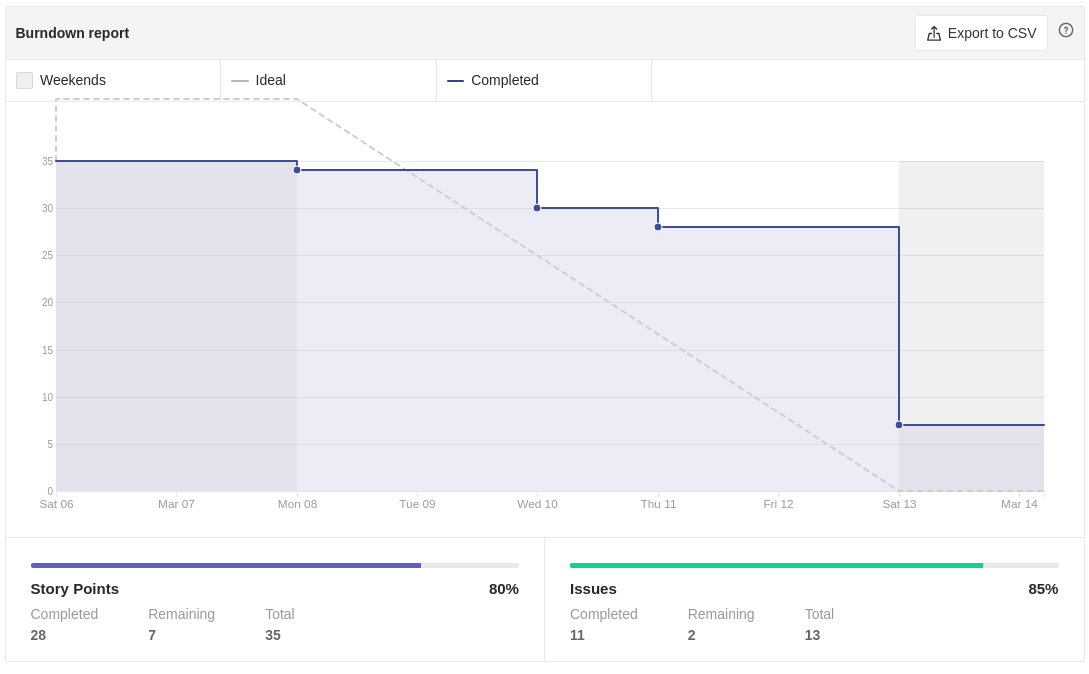 Burndown report
Export to CSV
?
Weekends
Ideal
Completed
35
30
25
20
15
10
5
0
Sat 06
Mar 07
Mon 08
Tue 09
Wed 10
Thu 11
Fri 12
Sat 13
Mar 14
Story Points
80%
Completed
Remaining
Total
28
7
35
Issues
85%
Completed
Remaining
Total
11
2
13